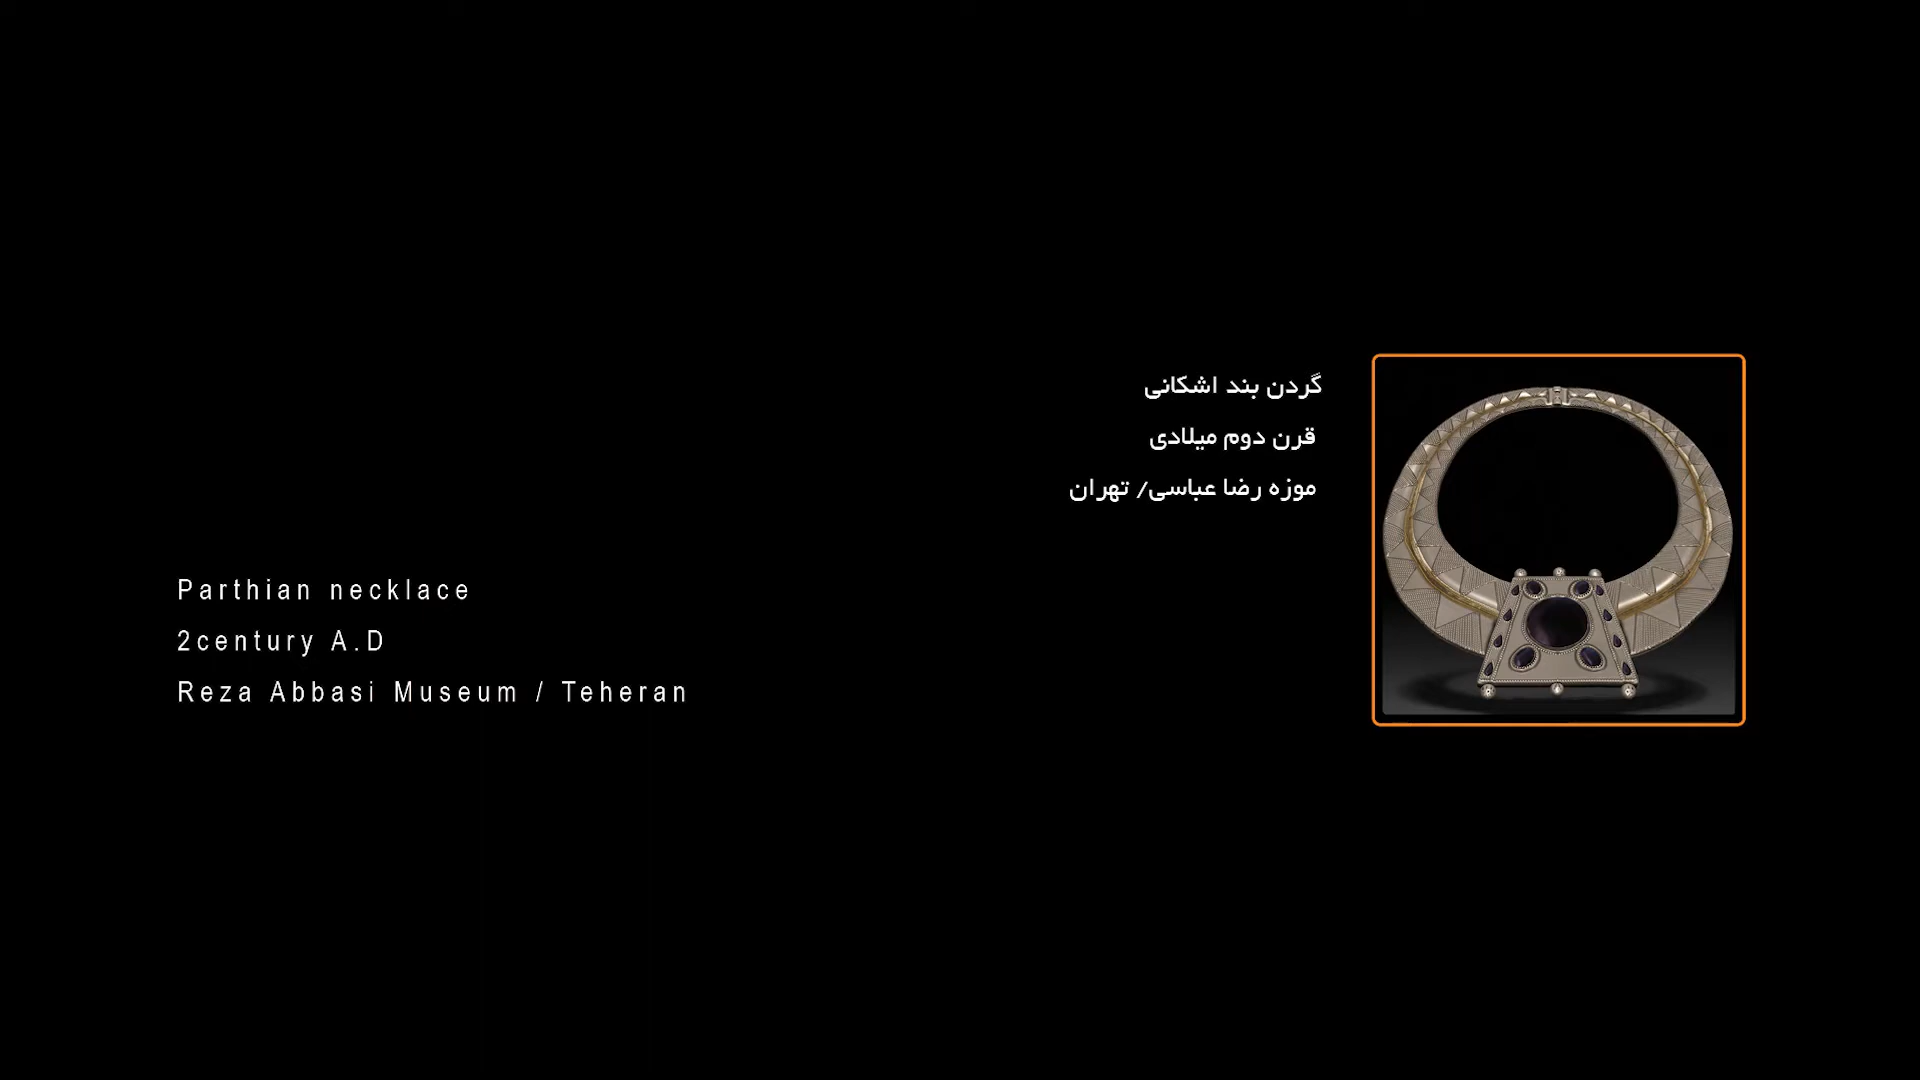 گردن بند اشکانی
قرن دوم میلادی
موزه رضا عباسی/ تهران
Parthian necklace
2century A.D
Reza Abbasi Museum / Teheran